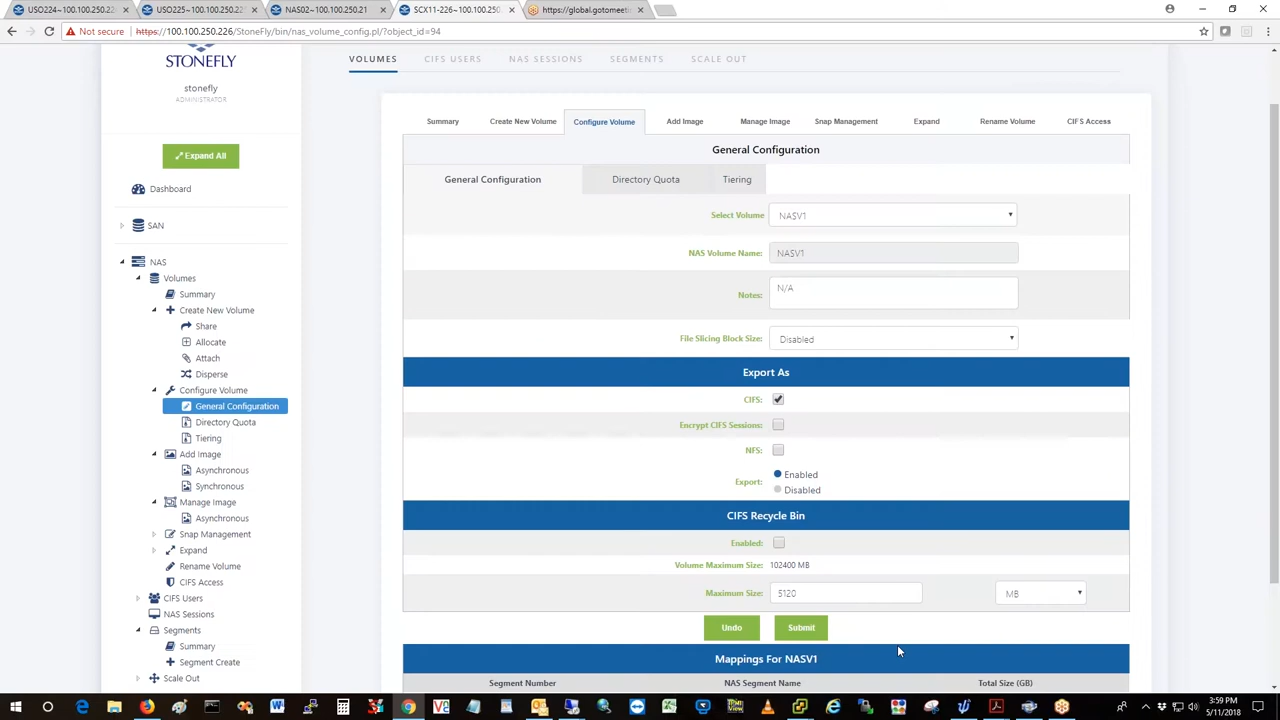 USO224~100.100.250.
USO225~100.100.250.225
NAS02~100.100.250.21
SCX11-226~100.100.250.
https://global.gotomeeti
Not secure
https://100.100.250.226/StoneFly/bin/nas_volume_config.pl/?object_id=94
STONEFLY
stonefly
ADMINISTRATOR
Expand All
Dashboard
SAN
NAS
Volumes
Summary
Create New Volume
Share
Allocate
Attach
Disperse
Configure Volume
General Configuration
Directory Quota
Tiering
Add Image
Asynchronous
Synchronous
Manage Image
Asynchronous
Snap Management
Expand
Rename Volume
CIFS Access
CIFS Users
NAS Sessions
Segments
Summary
Segment Create
Scale Out
VOLUMES CIFS USERS NAS SESSIONS SEGMENTS SCALE OUT
Summary Create New Volume Configure Volume Add Image Manage Image Snap Management Expand Rename Volume CIFS Access
General Configuration
General Configuration Directory Quota Tiering
Select Volume NASV1
NAS Volume Name: NASV1
Notes: N/A
File Slicing Block Size: Disabled
Export As
CIFS:
Encrypt CIFS Sessions:
NFS:
Export: Enabled
Disabled
CIFS Recycle Bin
Enabled:
Volume Maximum Size: 102400 MB
Maximum Size: 5120 MB
Undo Submit
Mappings For NASV1
Segment Number NAS Segment Name Total Size (GB)
3:59 PM
5/11/2018